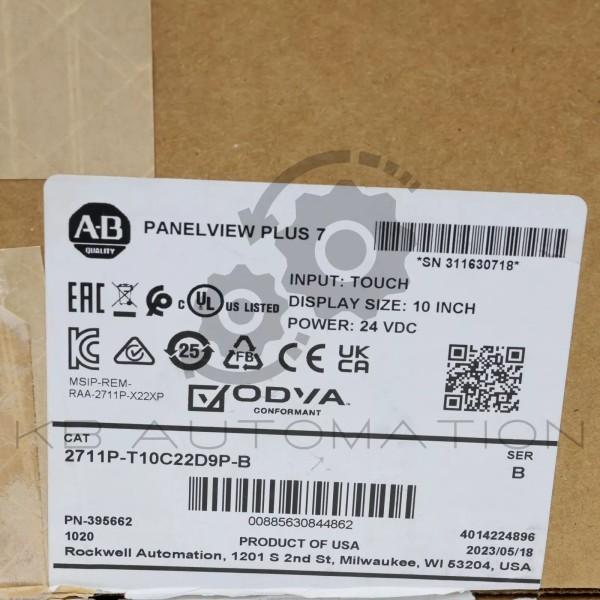 A-B
QUALITY
PANELVIEW PLUS 7
*SN 311630718*
INPUT: TOUCH
DISPLAY SIZE: 10 INCH
POWER: 24 VDC
EAC
C UL US LISTED
KC
25
FB
CE
UK
CA
MSIP-REM-
RAA-2711P-X22XP
ODVA
CONFORMANT
KB AUTOMATION
CAT
2711P-T10C22D9P-B
SER
B
00885630844862
PN-395662
1020
PRODUCT OF USA
4014224896
2023/05/18
Rockwell Automation, 1201 S 2nd St, Milwaukee, WI 53204, USA